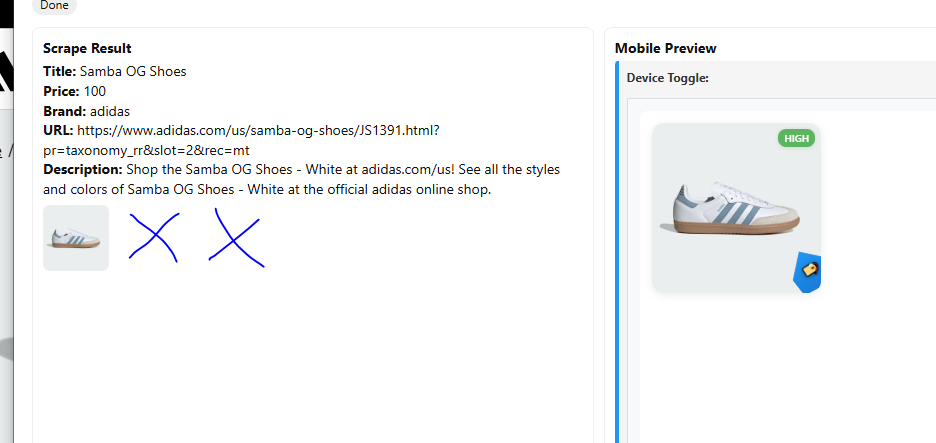 Done
Scrape Result
Title: Samba OG Shoes
Price: 100
Brand: adidas
URL: https://www.adidas.com/us/samba-og-shoes/JS1391.html?
pr=taxonomy_rr&slot=2&rec=mt
Description: Shop the Samba OG Shoes - White at adidas.com/us! See all the styles
and colors of Samba OG Shoes - White at the official adidas online shop.
Mobile Preview
Device Toggle:
HIGH